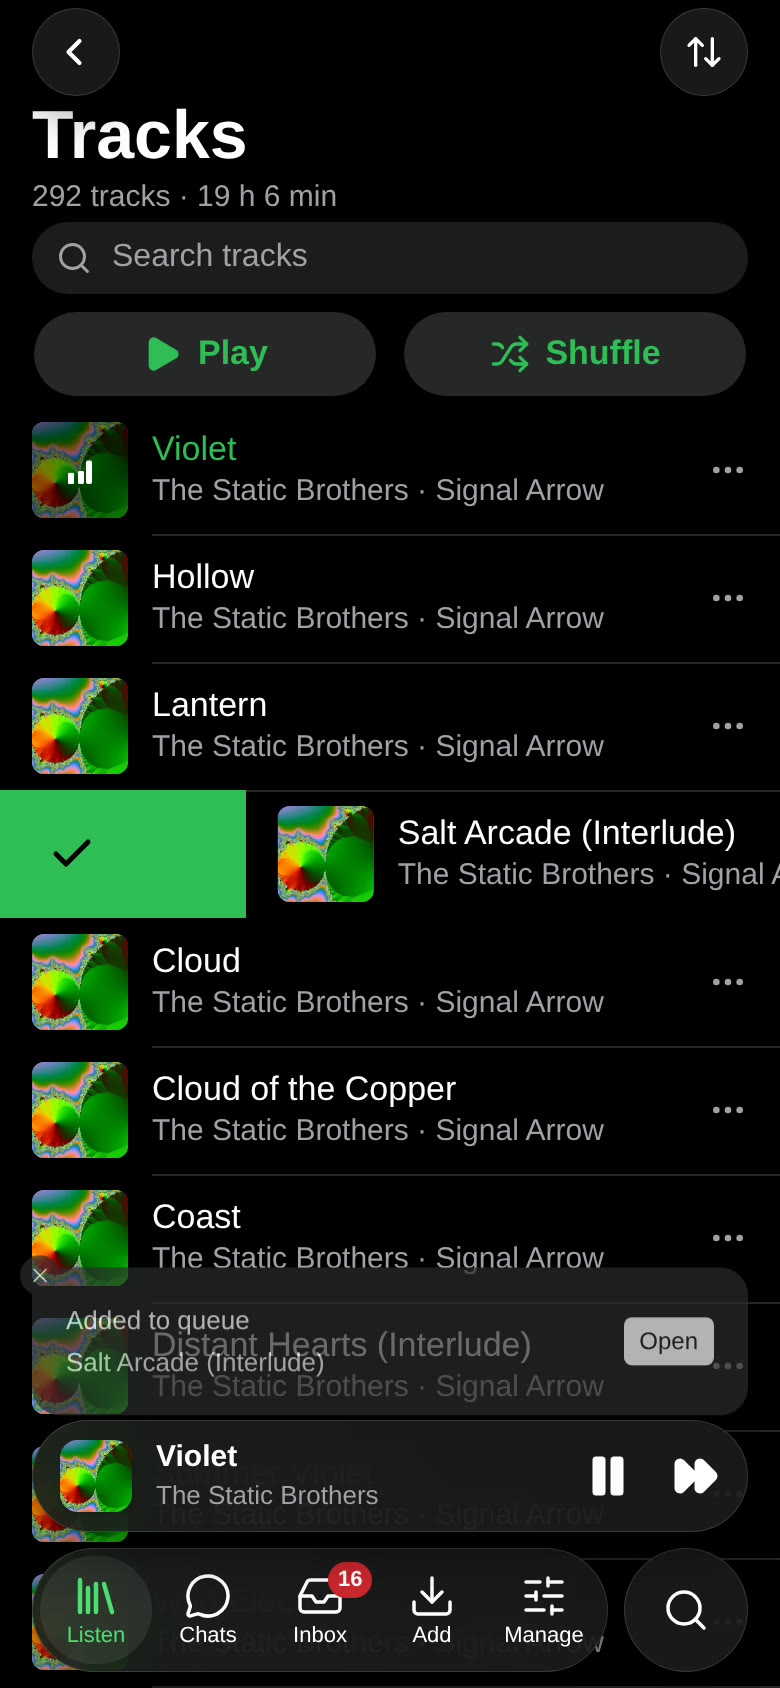 Tracks
292 tracks · 19 h 6 min
Search tracks
Play
Shuffle
Violet
The Static Brothers · Signal Arrow
Hollow
The Static Brothers · Signal Arrow
Lantern
The Static Brothers · Signal Arrow
Salt Arcade (Interlude)
The Static Brothers · Signal A
Cloud
The Static Brothers · Signal Arrow
Cloud of the Copper
The Static Brothers · Signal Arrow
Coast
The Static Brothers · Signal Arrow
Added to queue
Distant Hearts (Interlude)
Salt Arcade (Interlude)
Open
The Static Brothers · Signal Arrow
Violet
The Static Brothers
16
Listen
Chats
Inbox
Add
Manage